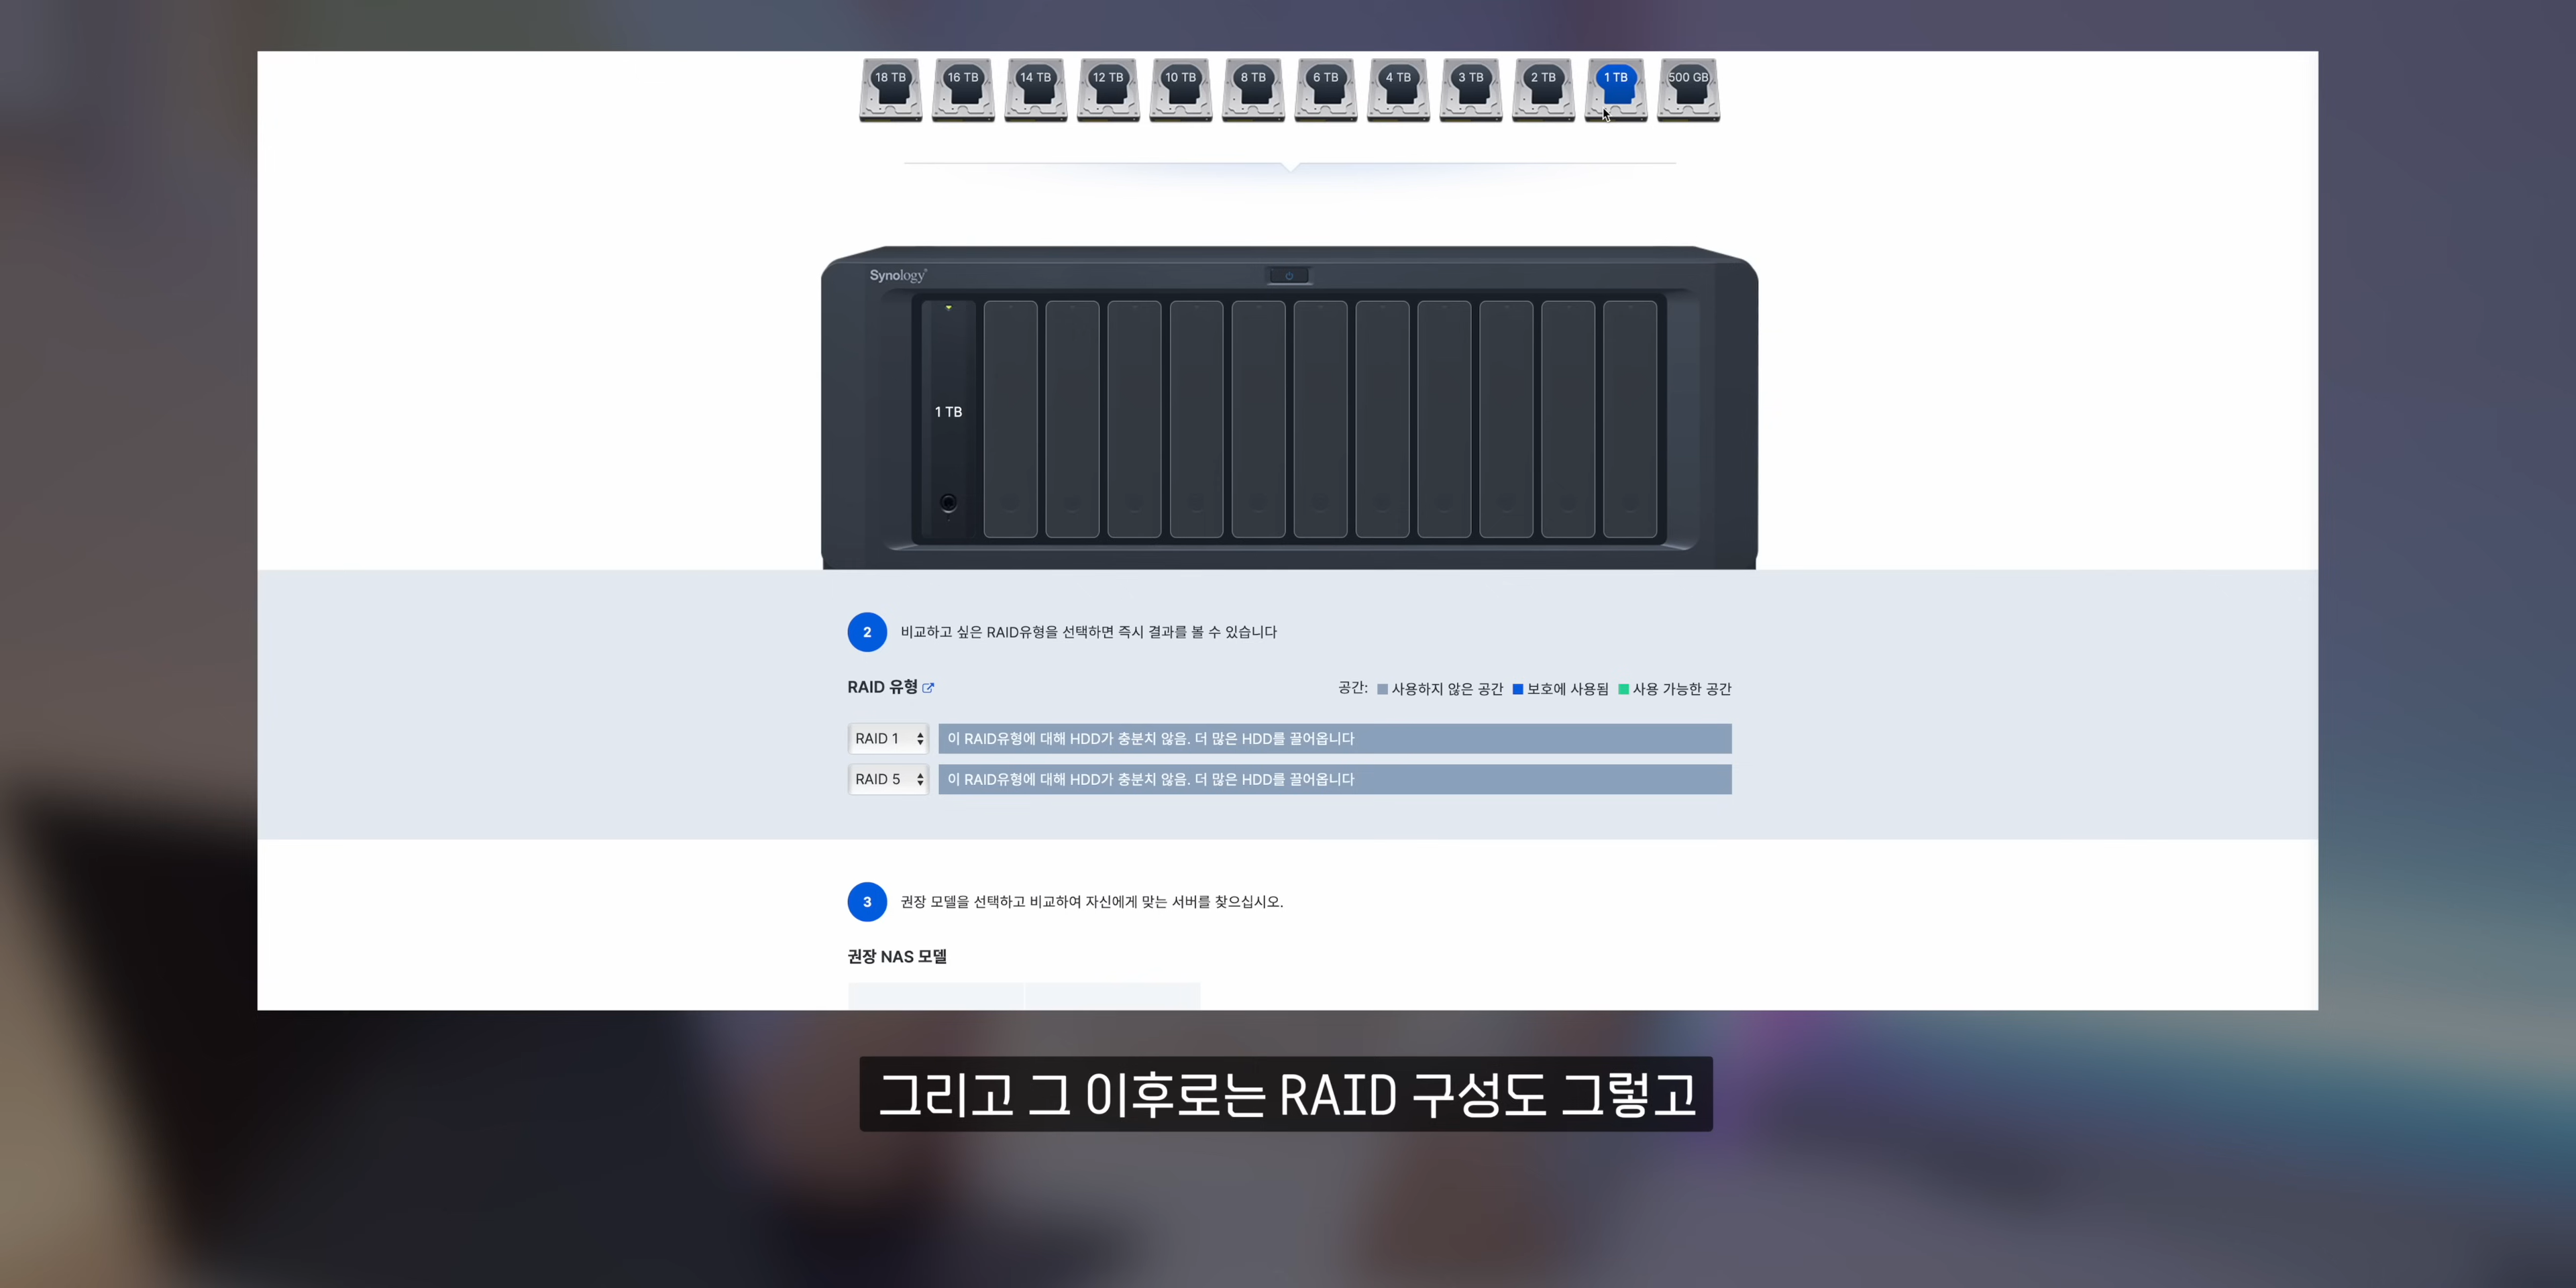 18 TB 16 TB 14 TB 12 TB 10 TB 8 TB 6 TB 4 TB 3 TB 2 TB 1 TB 500 GB
Synology
1 TB
2 비교하고 싶은 RAID유형을 선택하면 즉시 결과를 볼 수 있습니다
RAID 유형 공간: 사용하지 않은 공간 보호에 사용됨 사용 가능한 공간
RAID 1 이 RAID유형에 대해 HDD가 충분치 않음. 더 많은 HDD를 끌어옵니다
RAID 5 이 RAID유형에 대해 HDD가 충분치 않음. 더 많은 HDD를 끌어옵니다
3 권장 모델을 선택하고 비교하여 자신에게 맞는 서버를 찾으십시오.
권장 NAS 모델
그리고 그 이후로는 RAID 구성도 그렇고